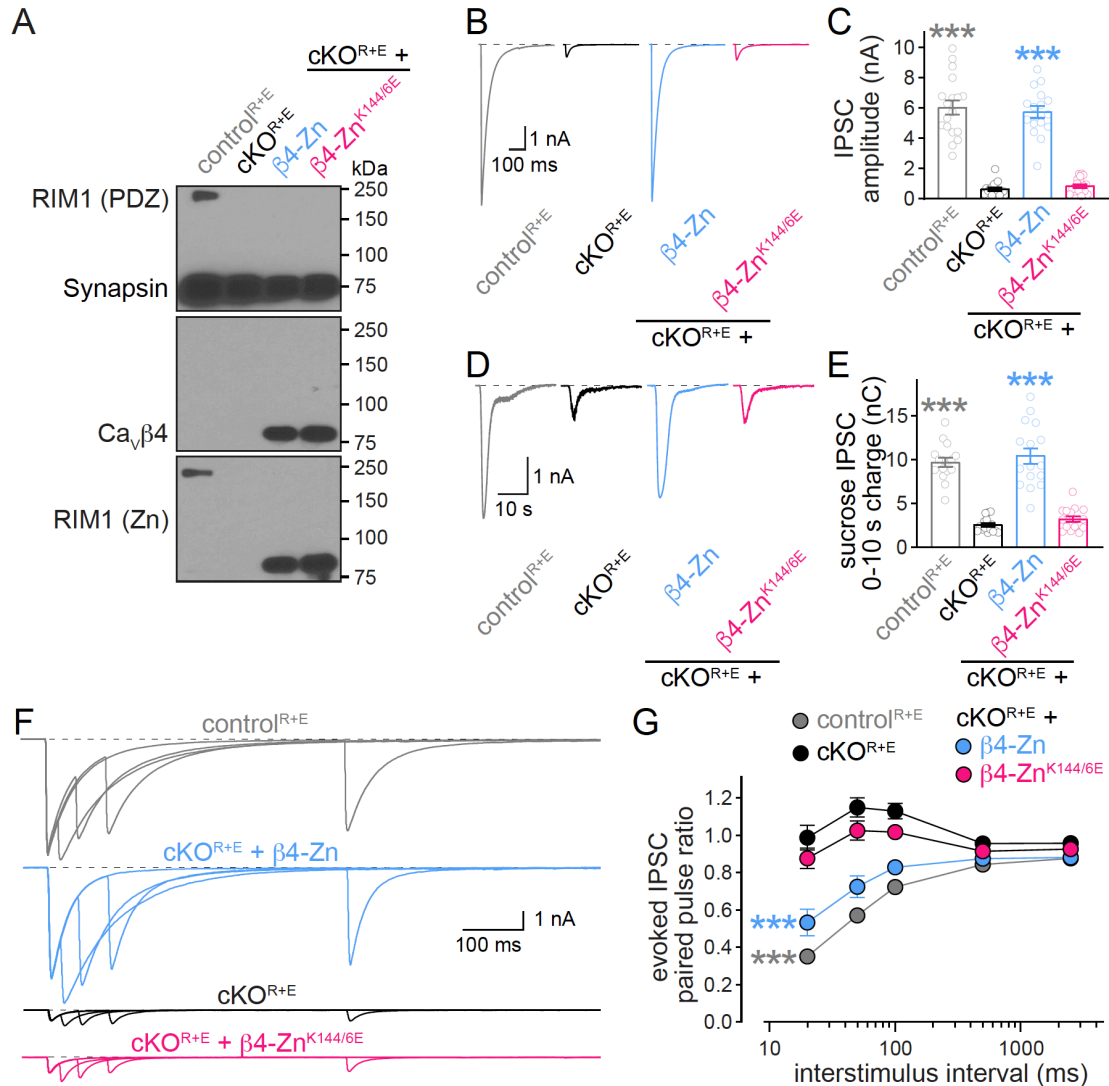 A
cKO^R+E +
control^R+E
cKO^R+E
β4-Zn
β4-Zn^K144/6E
kDa
RIM1 (PDZ)
250
150
100
Synapsin
75
250
150
100
Ca_Vβ4
75
250
150
RIM1 (Zn)
100
75
B
1 nA
100 ms
control^R+E
cKO^R+E
β4-Zn
β4-Zn^K144/6E
cKO^R+E +
C
***
***
IPSC
amplitude (nA)
10
8
6
4
2
0
control^R+E
cKO^R+E
β4-Zn
β4-Zn^K144/6E
cKO^R+E +
D
1 nA
10 s
control^R+E
cKO^R+E
β4-Zn
β4-Zn^K144/6E
cKO^R+E +
E
***
***
sucrose IPSC
0-10 s charge (nC)
15
10
5
0
control^R+E
cKO^R+E
β4-Zn
β4-Zn^K144/6E
cKO^R+E +
F
control^R+E
cKO^R+E + β4-Zn
1 nA
100 ms
cKO^R+E
cKO^R+E + β4-Zn^K144/6E
G
control^R+E
cKO^R+E
cKO^R+E +
β4-Zn
β4-Zn^K144/6E
evoked IPSC
paired pulse ratio
1.2
1.0
0.8
0.6
0.4
0.2
0.0
***
***
10
100
1000
interstimulus interval (ms)